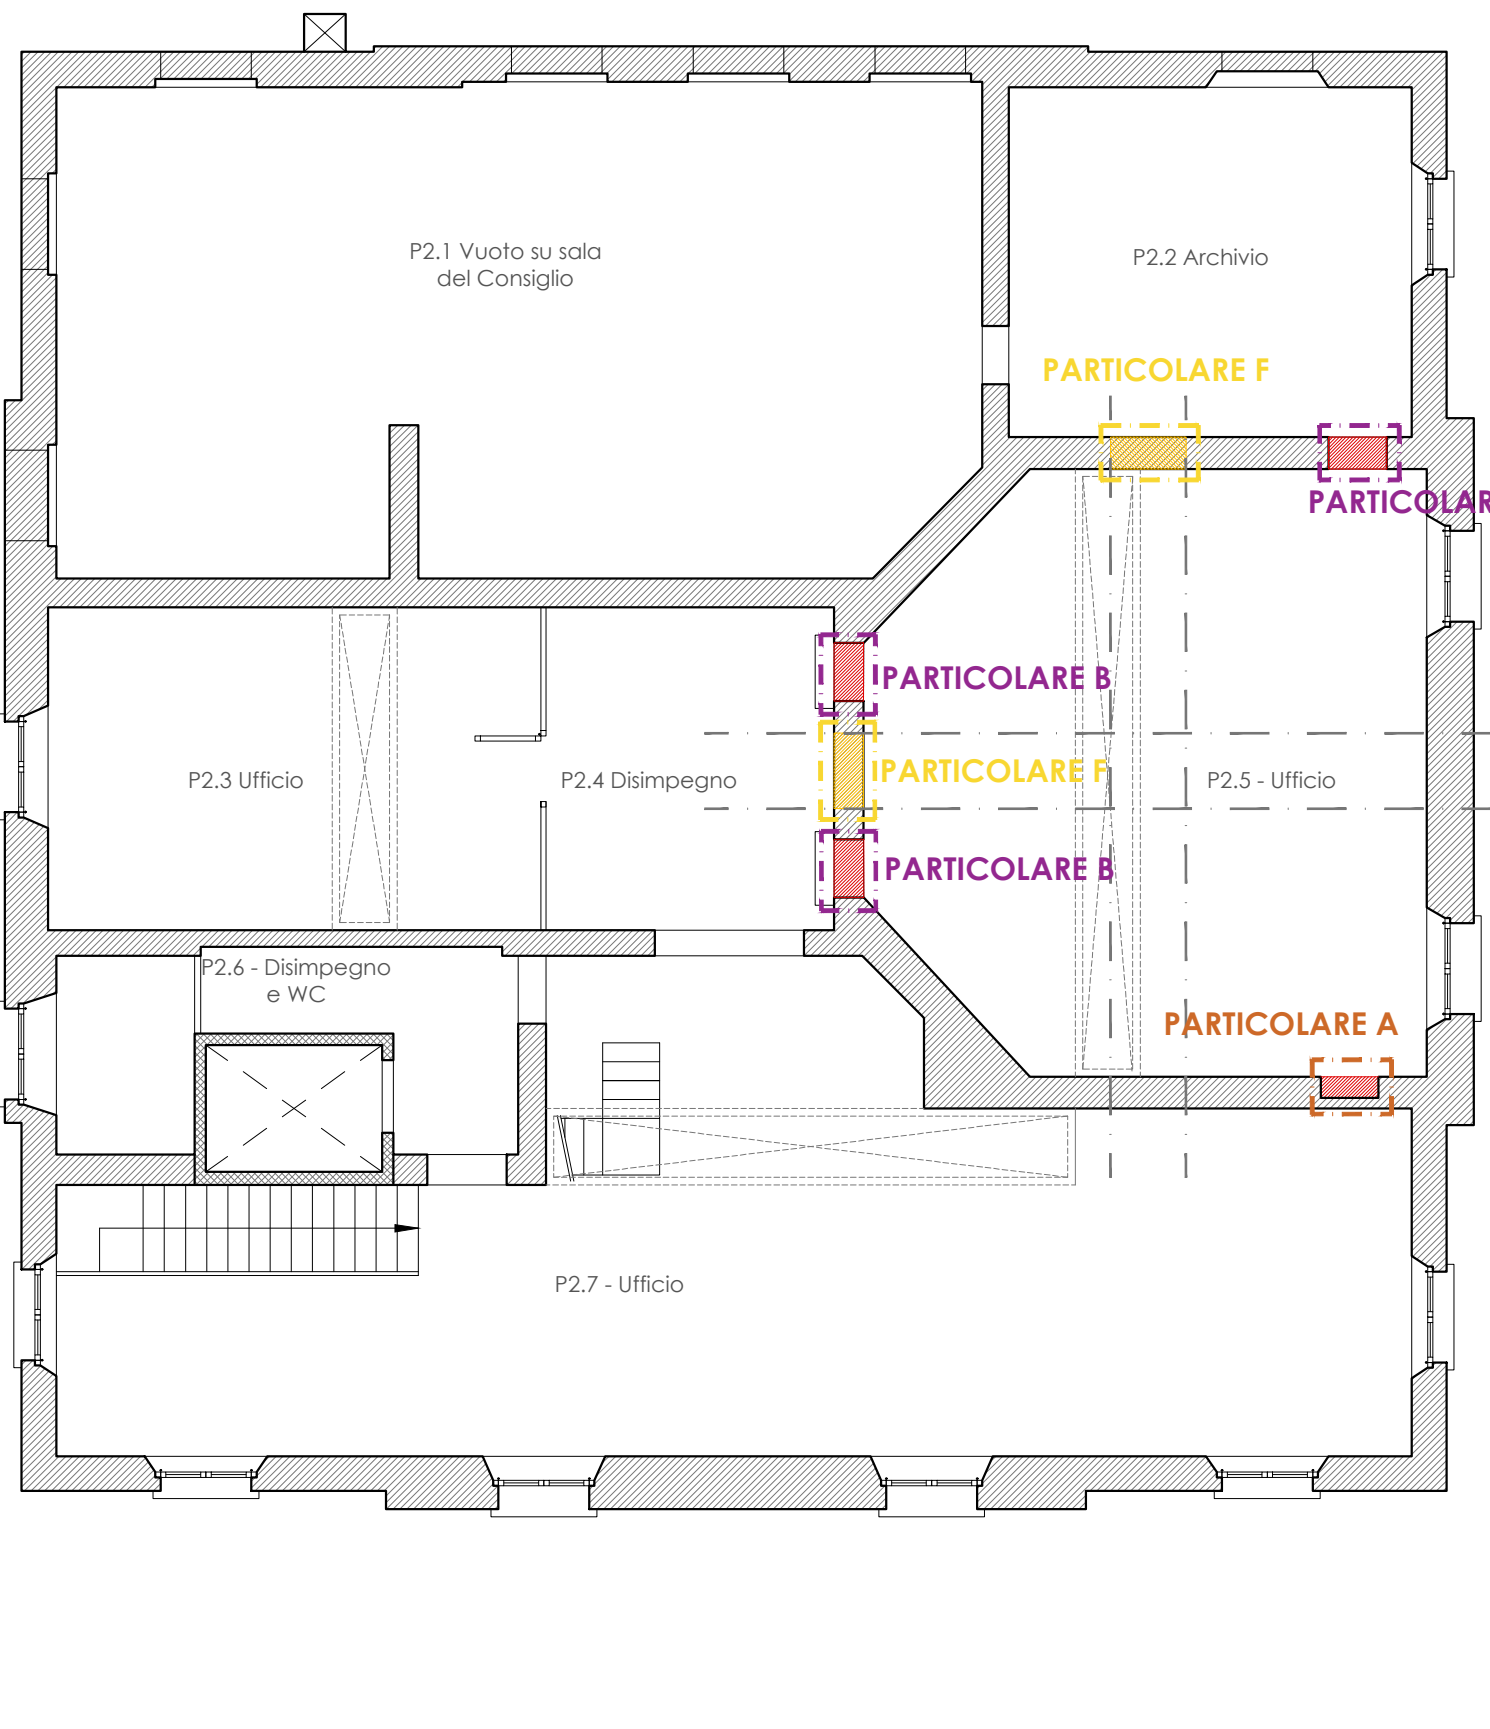 P2.1 Vuoto su sala
del Consiglio
P2.2 Archivio
PARTICOLARE F
PARTICOLAR
PARTICOLARE B
PARTICOLARE F
P2.3 Ufficio
P2.4 Disimpegno
P2.5 - Ufficio
PARTICOLARE B
P2.6 - Disimpegno
e WC
PARTICOLARE A
P2.7 - Ufficio